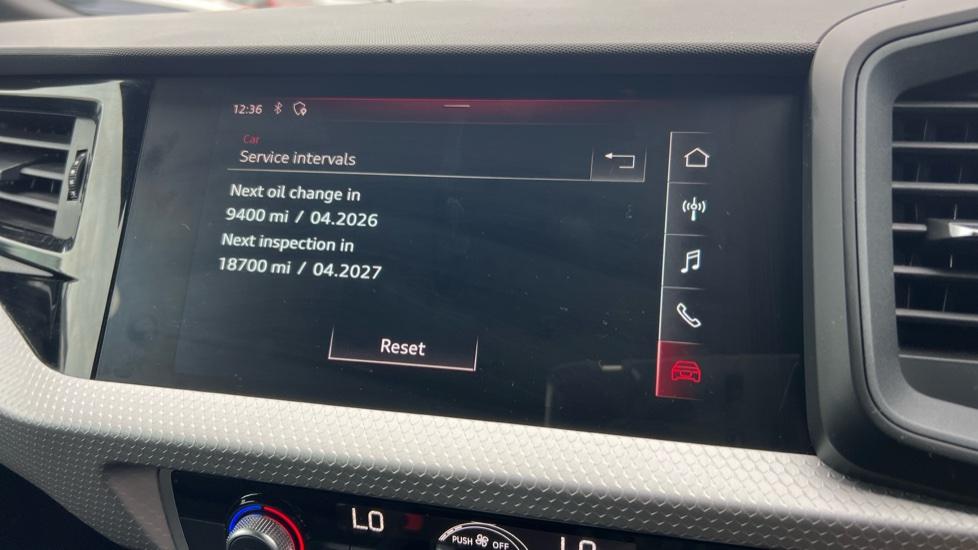 12:36
Car
Service intervals
Next oil change in
9400 mi / 04.2026
Next inspection in
18700 mi / 04.2027
Reset
LO
PUSH OFF
LO